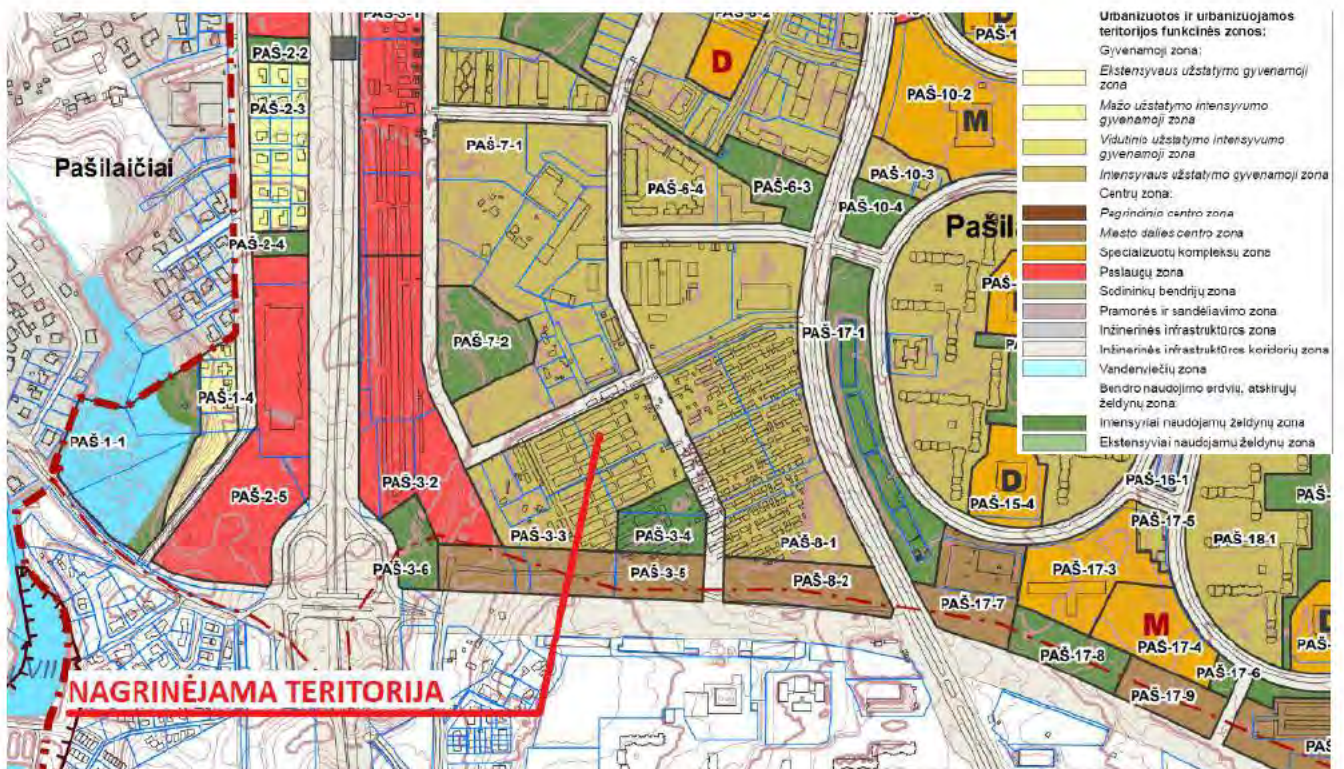 PAŠ-3-1
PAŠ-2-2
PAŠ-2-3
D
M
PAŠ-10-2
Pašilaičiai
PAŠ-7-1
PAŠ-6-4
PAŠ-6-3
PAŠ-10-3
PAŠ-10-4
PAŠ-2-4
PAŠ-7-2
PAŠ-17-1
PAŠ-1-4
PAŠ-1-1
PAŠ-2-5
PAŠ-3-2
PAŠ-3-3
PAŠ-3-4
PAŠ-8-1
D
PAŠ-15-4
PAŠ-16-1
PAŠ-17-5
PAŠ-18-1
PAŠ-3-6
PAŠ-3-5
PAŠ-8-2
PAŠ-17-7
PAŠ-17-3
M
PAŠ-17-4
PAŠ-17-8
PAŠ-17-6
PAŠ-17-9
NAGRINĖJAMA TERITORIJA
Urbanizuotos ir urbanizuojamos
teritorijos funkcinės zonos:
Gyvenamoji zona:
Ekstensyvaus užstatymo gyvenamoji
zona
Mažo užstatymo intensyvumo
gyvenamoji zona
Vidutinio užstatymo intensyvumo
gyvenamoji zona
Intensyvaus užstatymo gyvenamoji zona
Centrų zona:
Pagrindinio centro zona
Miesto dalies centro zona
Specializuotų kompleksų zona
Paslaugų zona
Sodininkų bendrijų zona
Pramonės ir sandėliavimo zona
Inžinerinės infrastruktūros zona
Inžinerinės infrastruktūros koridorių zona
Vandenviečių zona
Bendro naudojimo erdvių, atskirųjų
želdynų zona:
Intensyviai naudojamų želdynų zona
Ekstensyviai naudojamų želdynų zona